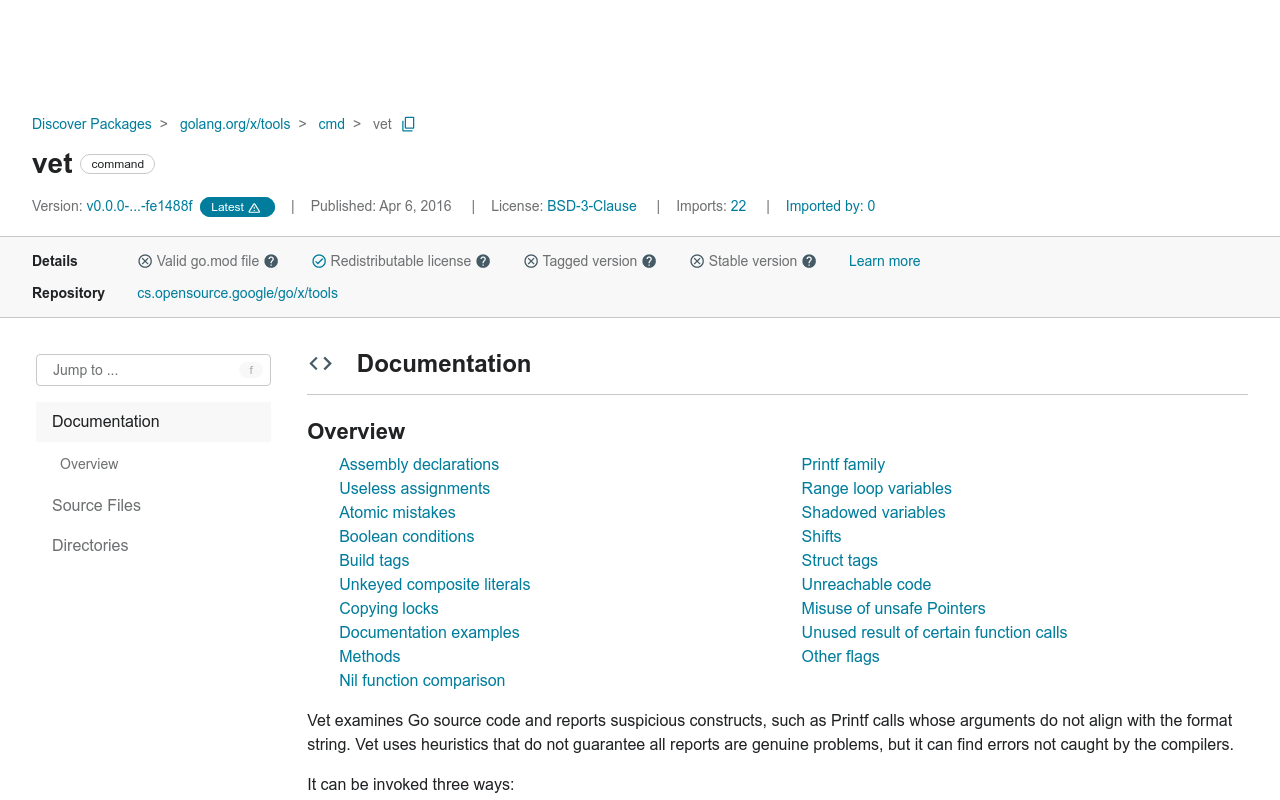 Discover Packages > golang.org/x/tools > cmd > vet
vet command
Version: v0.0.0-...-fe1488f Latest | Published: Apr 6, 2016 | License: BSD-3-Clause | Imports: 22 | Imported by: 0
Details Valid go.mod file Redistributable license Tagged version Stable version Learn more
Repository cs.opensource.google/go/x/tools
Jump to ... f
Documentation
Overview
Source Files
Directories
Documentation
Overview
Assembly declarations
Useless assignments
Atomic mistakes
Boolean conditions
Build tags
Unkeyed composite literals
Copying locks
Documentation examples
Methods
Nil function comparison
Printf family
Range loop variables
Shadowed variables
Shifts
Struct tags
Unreachable code
Misuse of unsafe Pointers
Unused result of certain function calls
Other flags
Vet examines Go source code and reports suspicious constructs, such as Printf calls whose arguments do not align with the format
string. Vet uses heuristics that do not guarantee all reports are genuine problems, but it can find errors not caught by the compilers.
It can be invoked three ways: